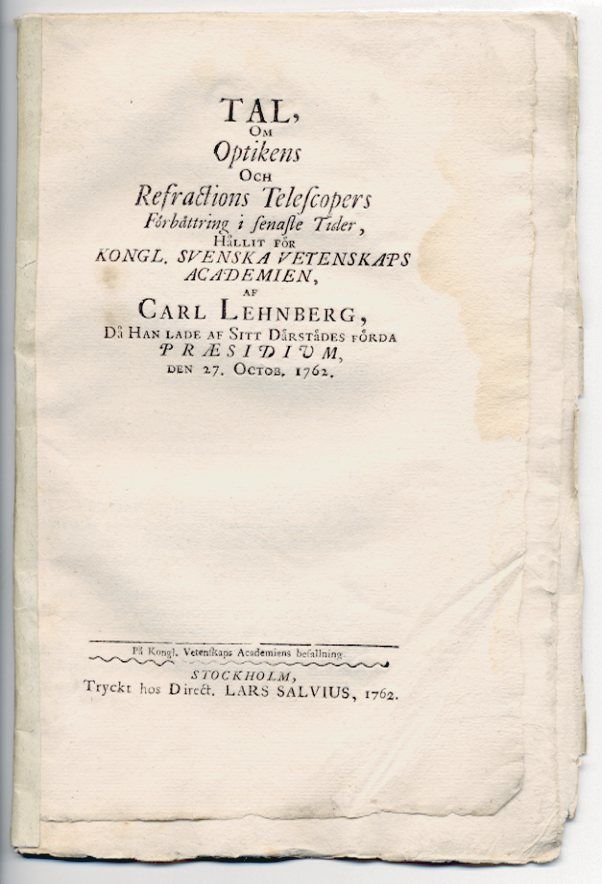 TAL,
OM
Optikens
OCH
Refractions Teleſcopers
Förbättring i ſenaſte Tider,
HÅLLIT FÖR
KONGL. SVENSKA VETENSKAPS
ACADEMIEN,
AF
CARL LEHNBERG,
DÅ HAN LADE AF SITT DÄRSTÄDES FÖRDA
PRÆSIDIUM,
DEN 27. OCTOB. 1762.
På Kongl. Vetenſkaps Academiens befallning.
STOCKHOLM,
Tryckt hos Direct. LARS SALVIUS, 1762.